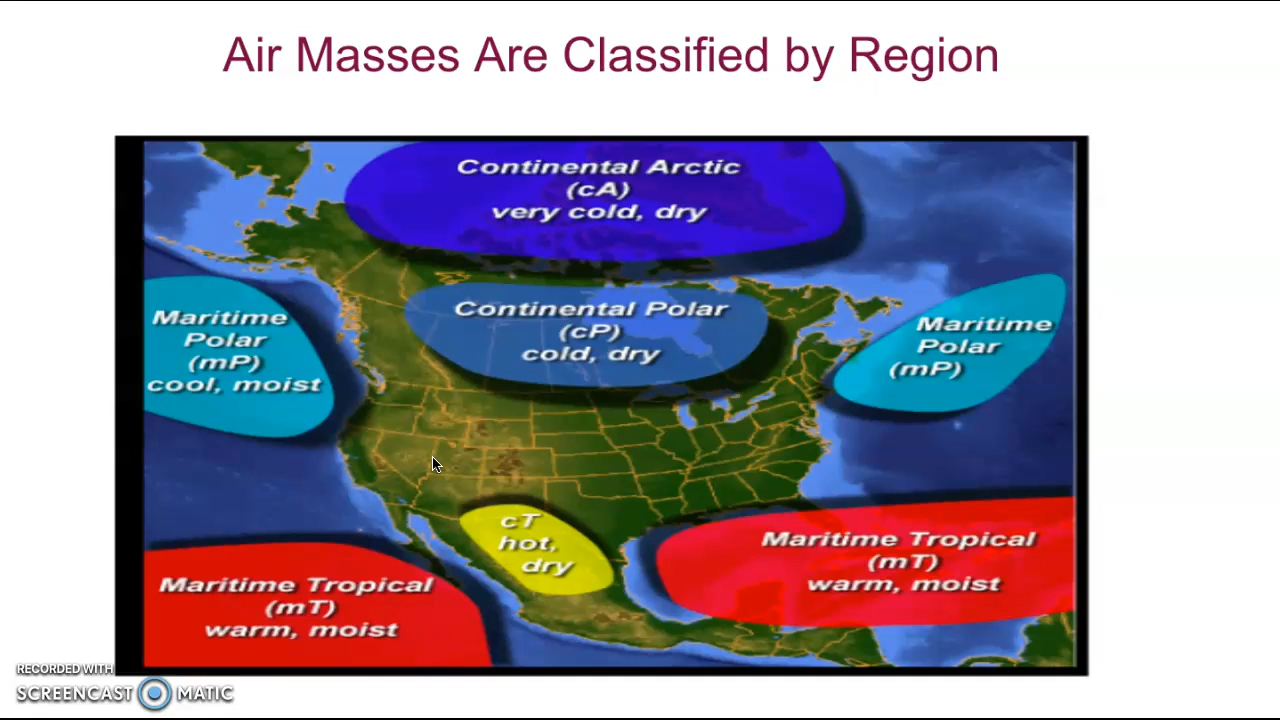 Air Masses Are Classified by Region
Continental Arctic
(cA)
very cold, dry
Continental Polar
(cP)
cold, dry
Maritime
Polar
(mP)
cool, moist
Maritime
Polar
(mP)
cT
hot,
dry
Maritime Tropical
(mT)
warm, moist
Maritime Tropical
(mT)
warm, moist
RECORDED WITH
SCREENCAST MATIC